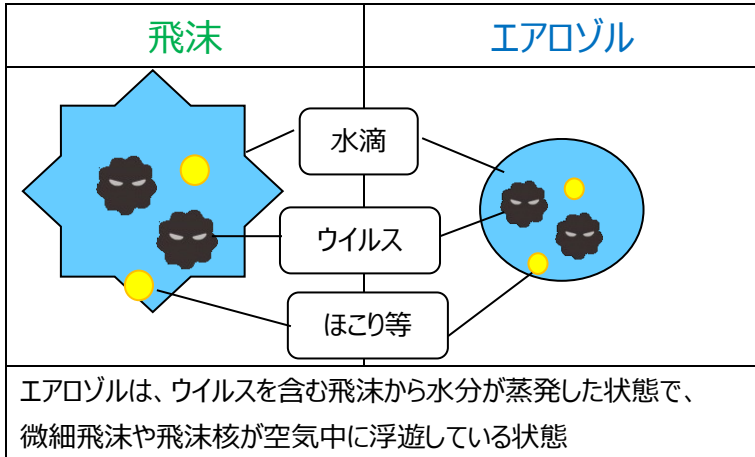 飛沫
エアロゾル
水滴
ウイルス
ほこり等
エアロゾルは、ウイルスを含む飛沫から水分が蒸発した状態で、
微細飛沫や飛沫核が空気中に浮遊している状態